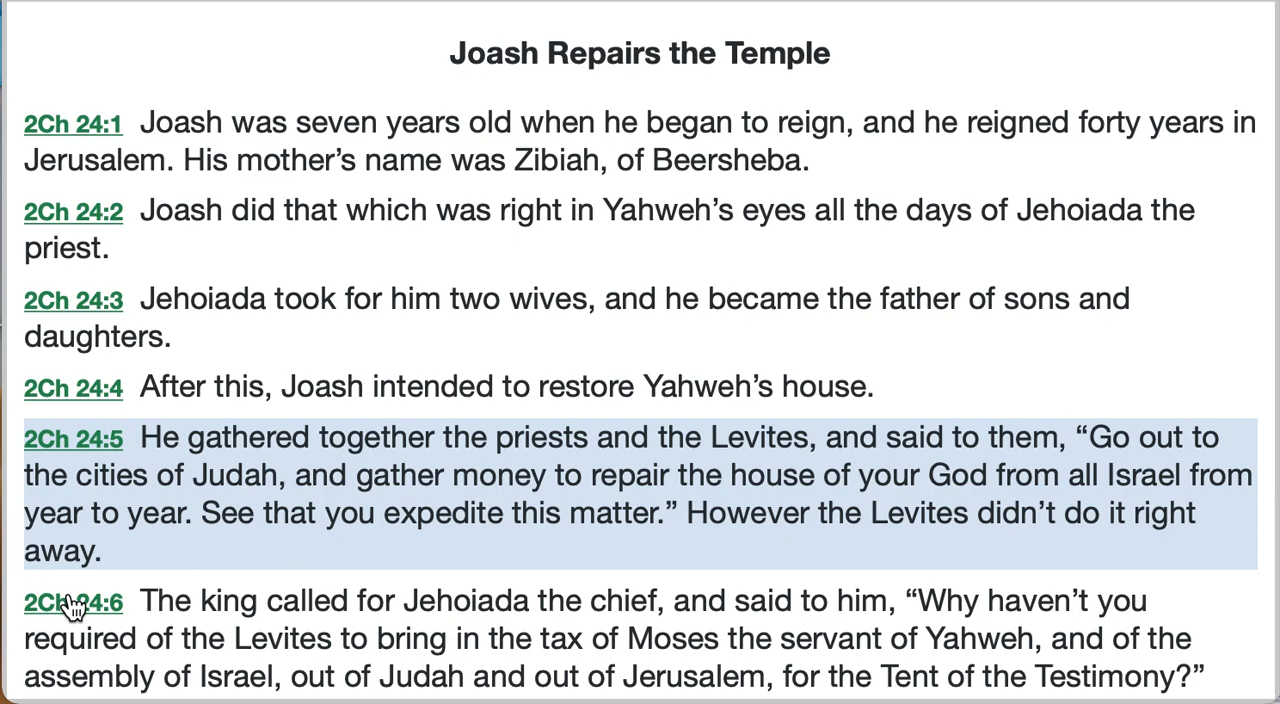 Joash Repairs the Temple
2Ch 24:1 Joash was seven years old when he began to reign, and he reigned forty years in
Jerusalem. His mother’s name was Zibiah, of Beersheba.
2Ch 24:2 Joash did that which was right in Yahweh’s eyes all the days of Jehoiada the
priest.
2Ch 24:3 Jehoiada took for him two wives, and he became the father of sons and
daughters.
2Ch 24:4 After this, Joash intended to restore Yahweh’s house.
2Ch 24:5 He gathered together the priests and the Levites, and said to them, “Go out to
the cities of Judah, and gather money to repair the house of your God from all Israel from
year to year. See that you expedite this matter.” However the Levites didn’t do it right
away.
2Ch 24:6 The king called for Jehoiada the chief, and said to him, “Why haven’t you
required of the Levites to bring in the tax of Moses the servant of Yahweh, and of the
assembly of Israel, out of Judah and out of Jerusalem, for the Tent of the Testimony?”